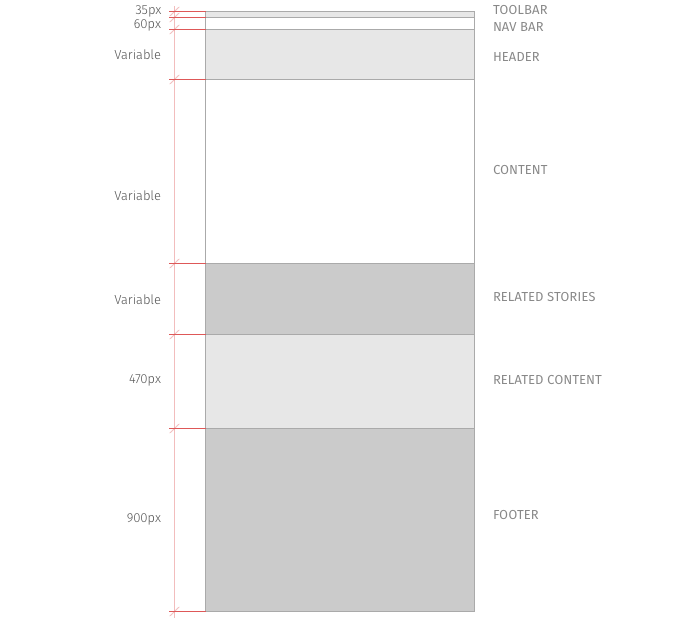 35px
TOOLBAR
60px
NAV BAR
Variable
HEADER
CONTENT
Variable
Variable
RELATED STORIES
470px
RELATED CONTENT
900px
FOOTER